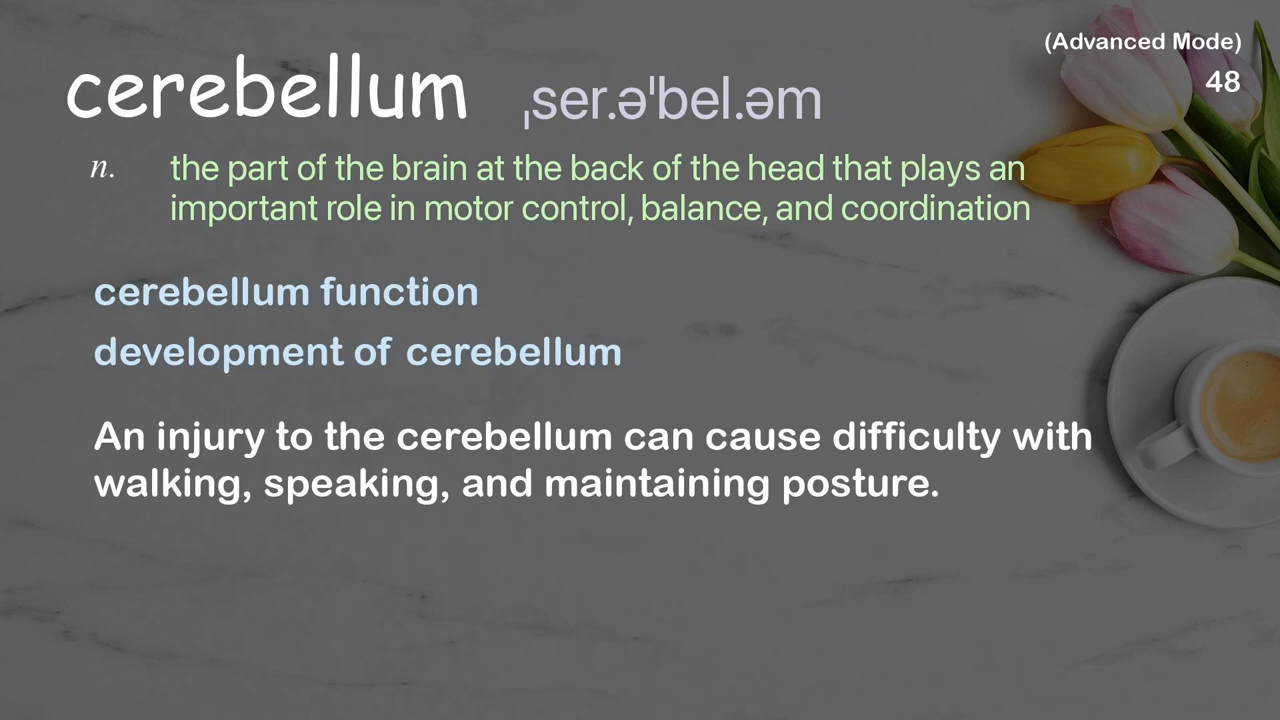 (Advanced Mode)
cerebellum ˌser.əˈbel.əm
48
n. the part of the brain at the back of the head that plays an
important role in motor control, balance, and coordination
cerebellum function
development of cerebellum
An injury to the cerebellum can cause difficulty with
walking, speaking, and maintaining posture.